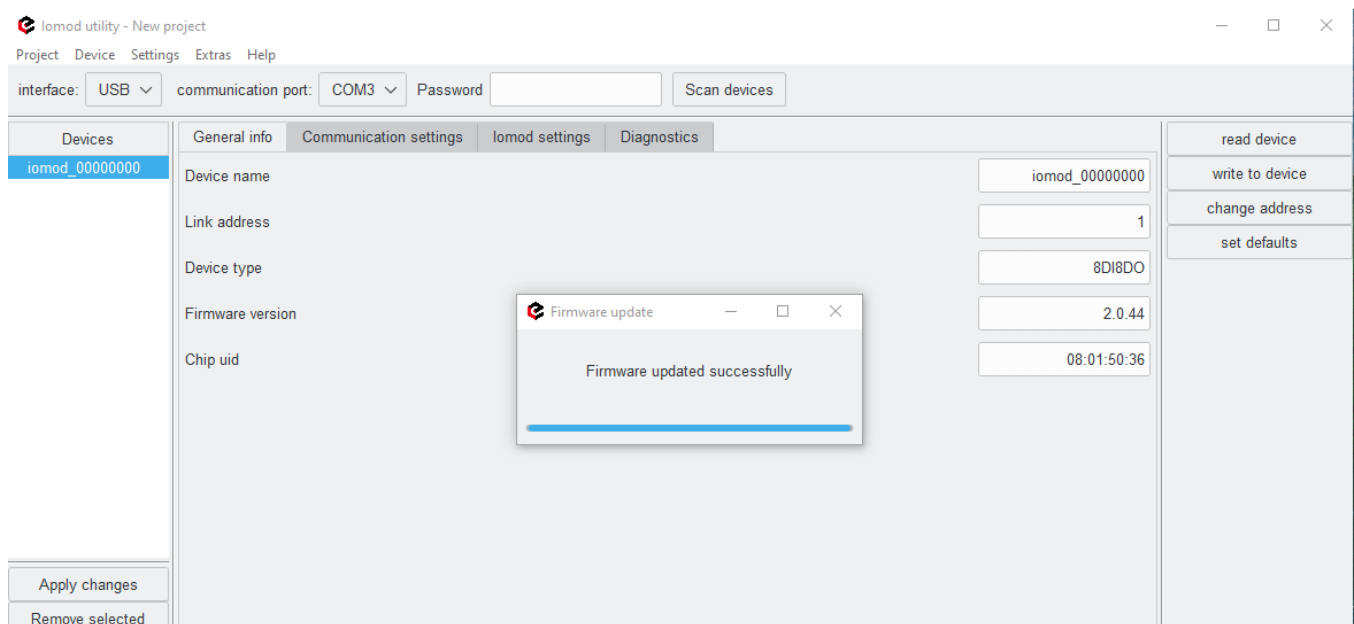 Iomod utility - New project
Project Device Settings Extras Help
interface: USB communication port: COM3 Password Scan devices
Devices
iomod_00000000
General info Communication settings Iomod settings Diagnostics
Device name iomod_00000000
Link address 1
Device type 8DI8DO
Firmware version 2.0.44
Chip uid 08:01:50:36
Firmware update
Firmware updated successfully
read device
write to device
change address
set defaults
Apply changes
Remove selected